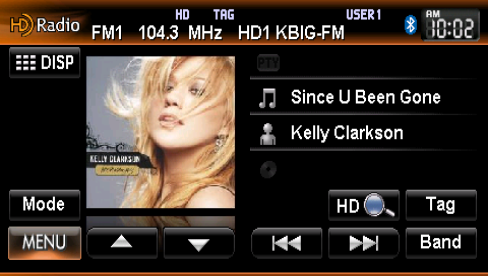 HD Radio
HD TAG USER1 AM
FM1 104.3 MHz HD1 KBIG-FM 10:02
DISP
PTY
Since U Been Gone
Kelly Clarkson
KELLY CLARKSON
Mode
HD
Tag
MENU
Band